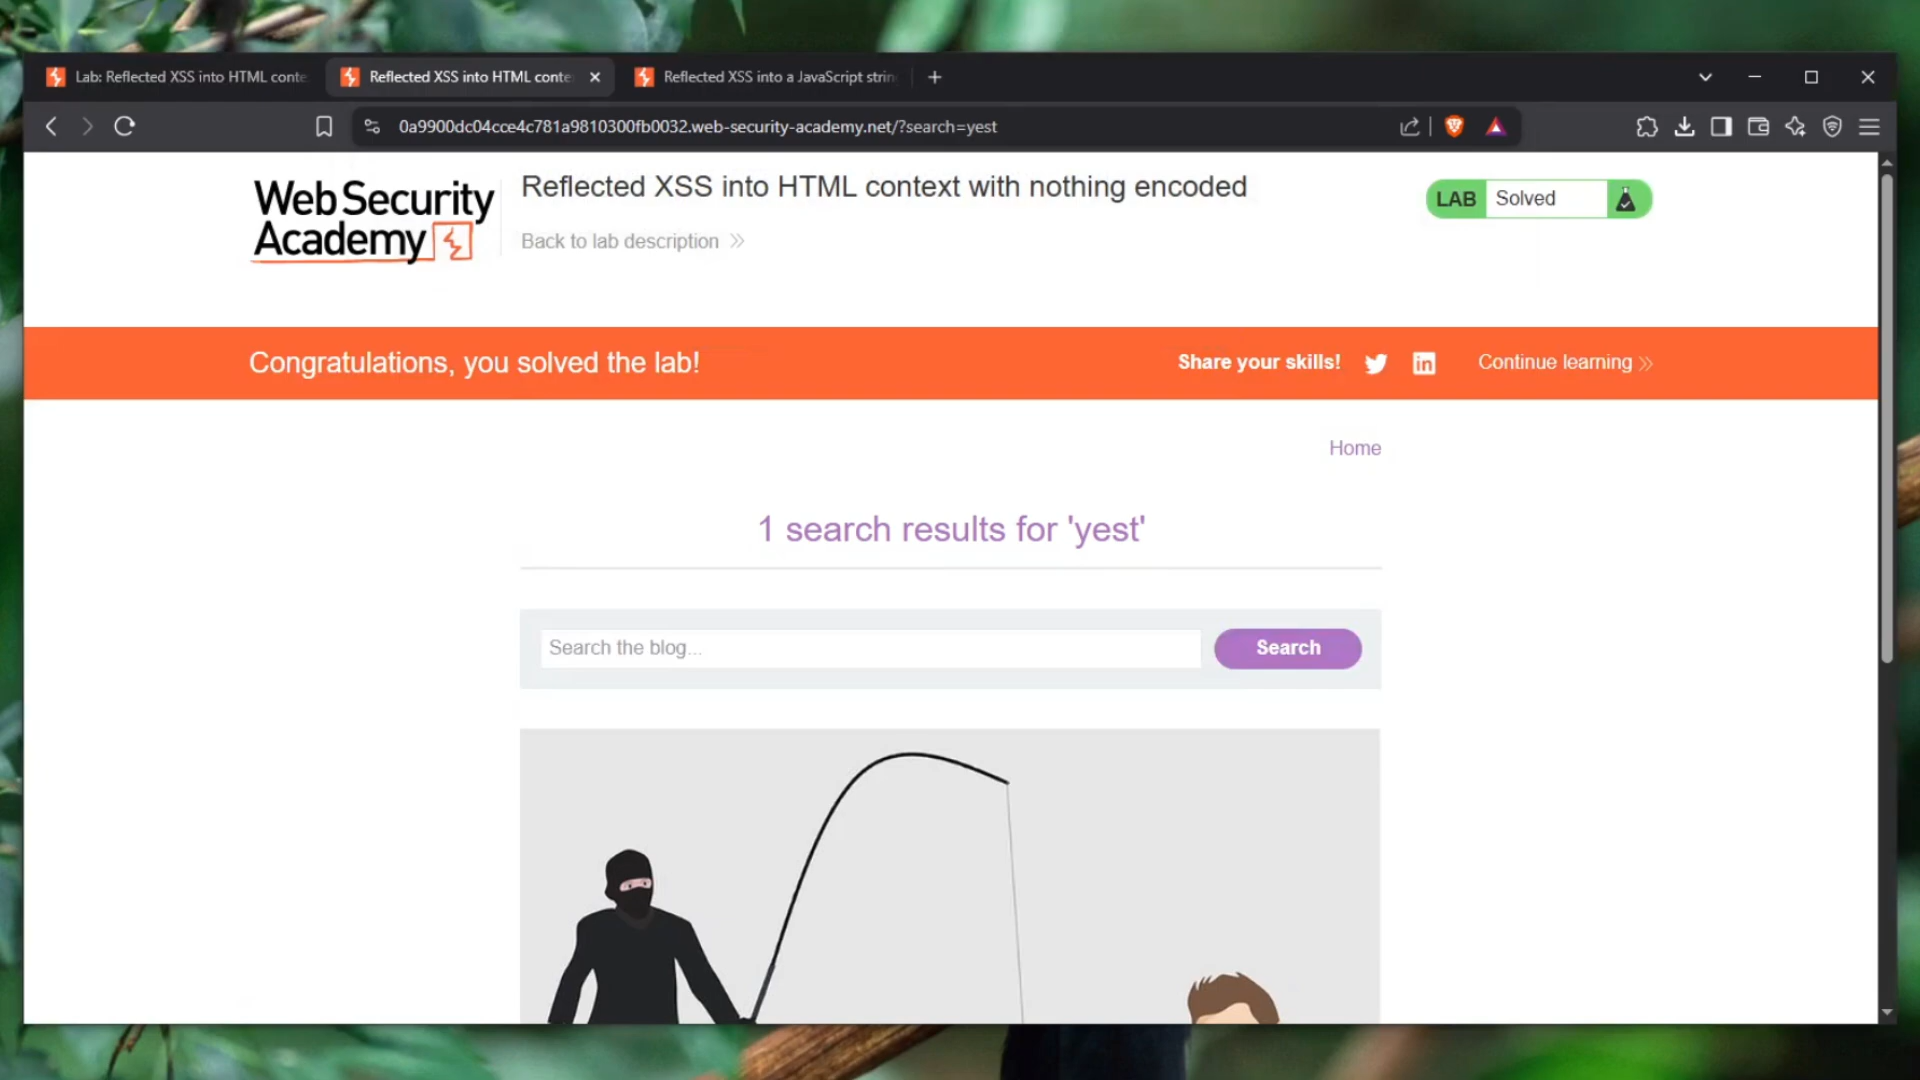 Lab: Reflected XSS into HTML conte
Reflected XSS into HTML conte
Reflected XSS into a JavaScript strin
0a9900dc04cce4c781a9810300fb0032.web-security-academy.net/?search=yest
WebSecurity
Academy
Reflected XSS into HTML context with nothing encoded
Back to lab description
LAB Solved
Congratulations, you solved the lab!
Share your skills!
Continue learning
Home
1 search results for 'yest'
Search the blog...
Search